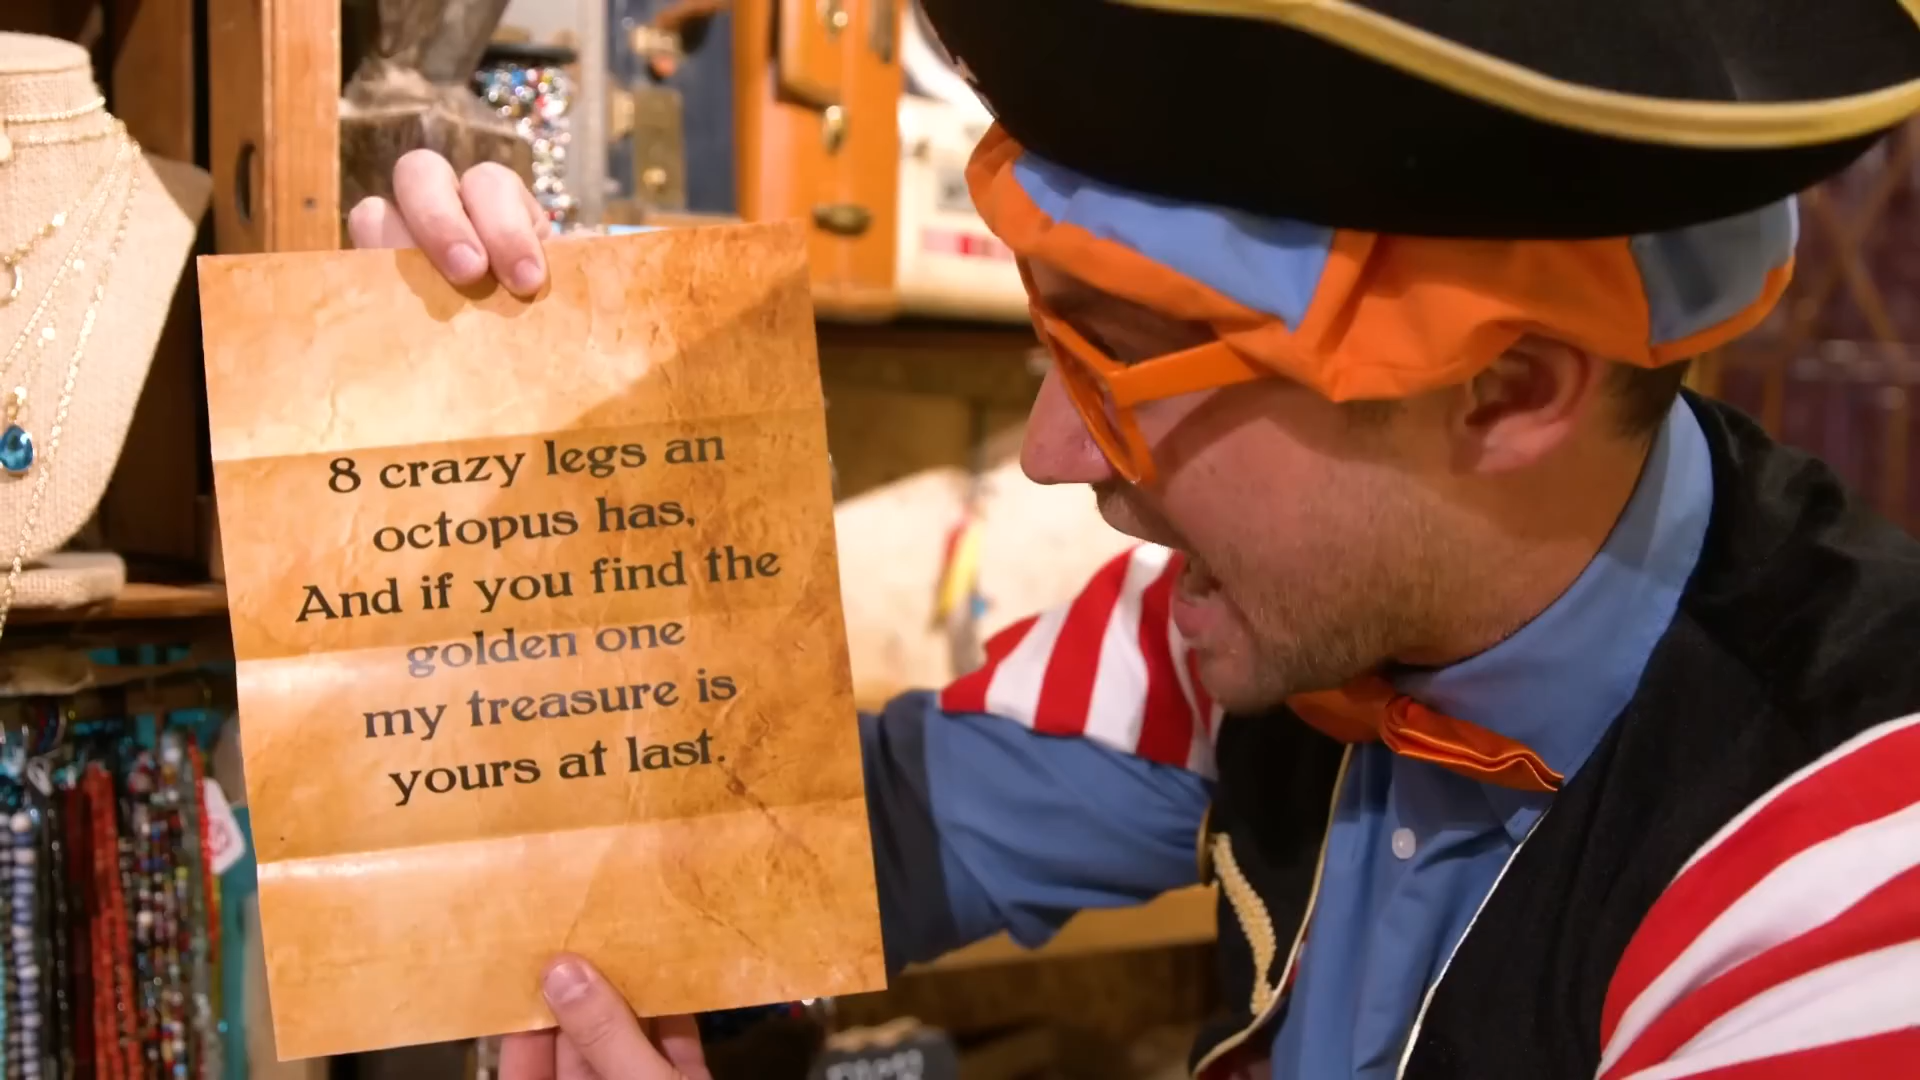 8 crazy legs an
octopus has,
And if you find the
golden one
my treasure is
yours at last.